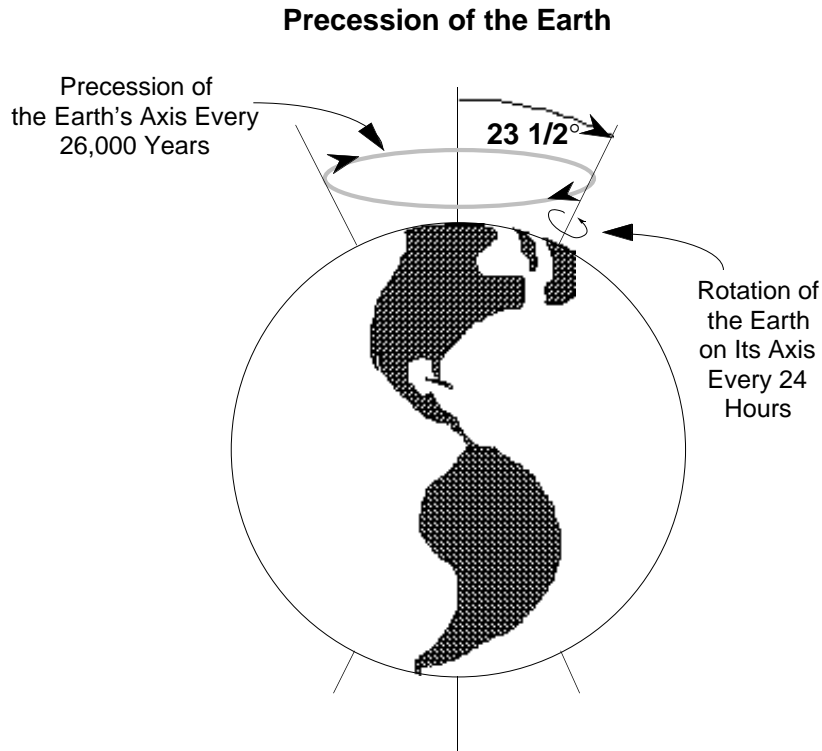 Precession of the Earth
Precession of
the Earth's Axis Every
26,000 Years
23 1/2°
Rotation of
the Earth
on Its Axis
Every 24
Hours